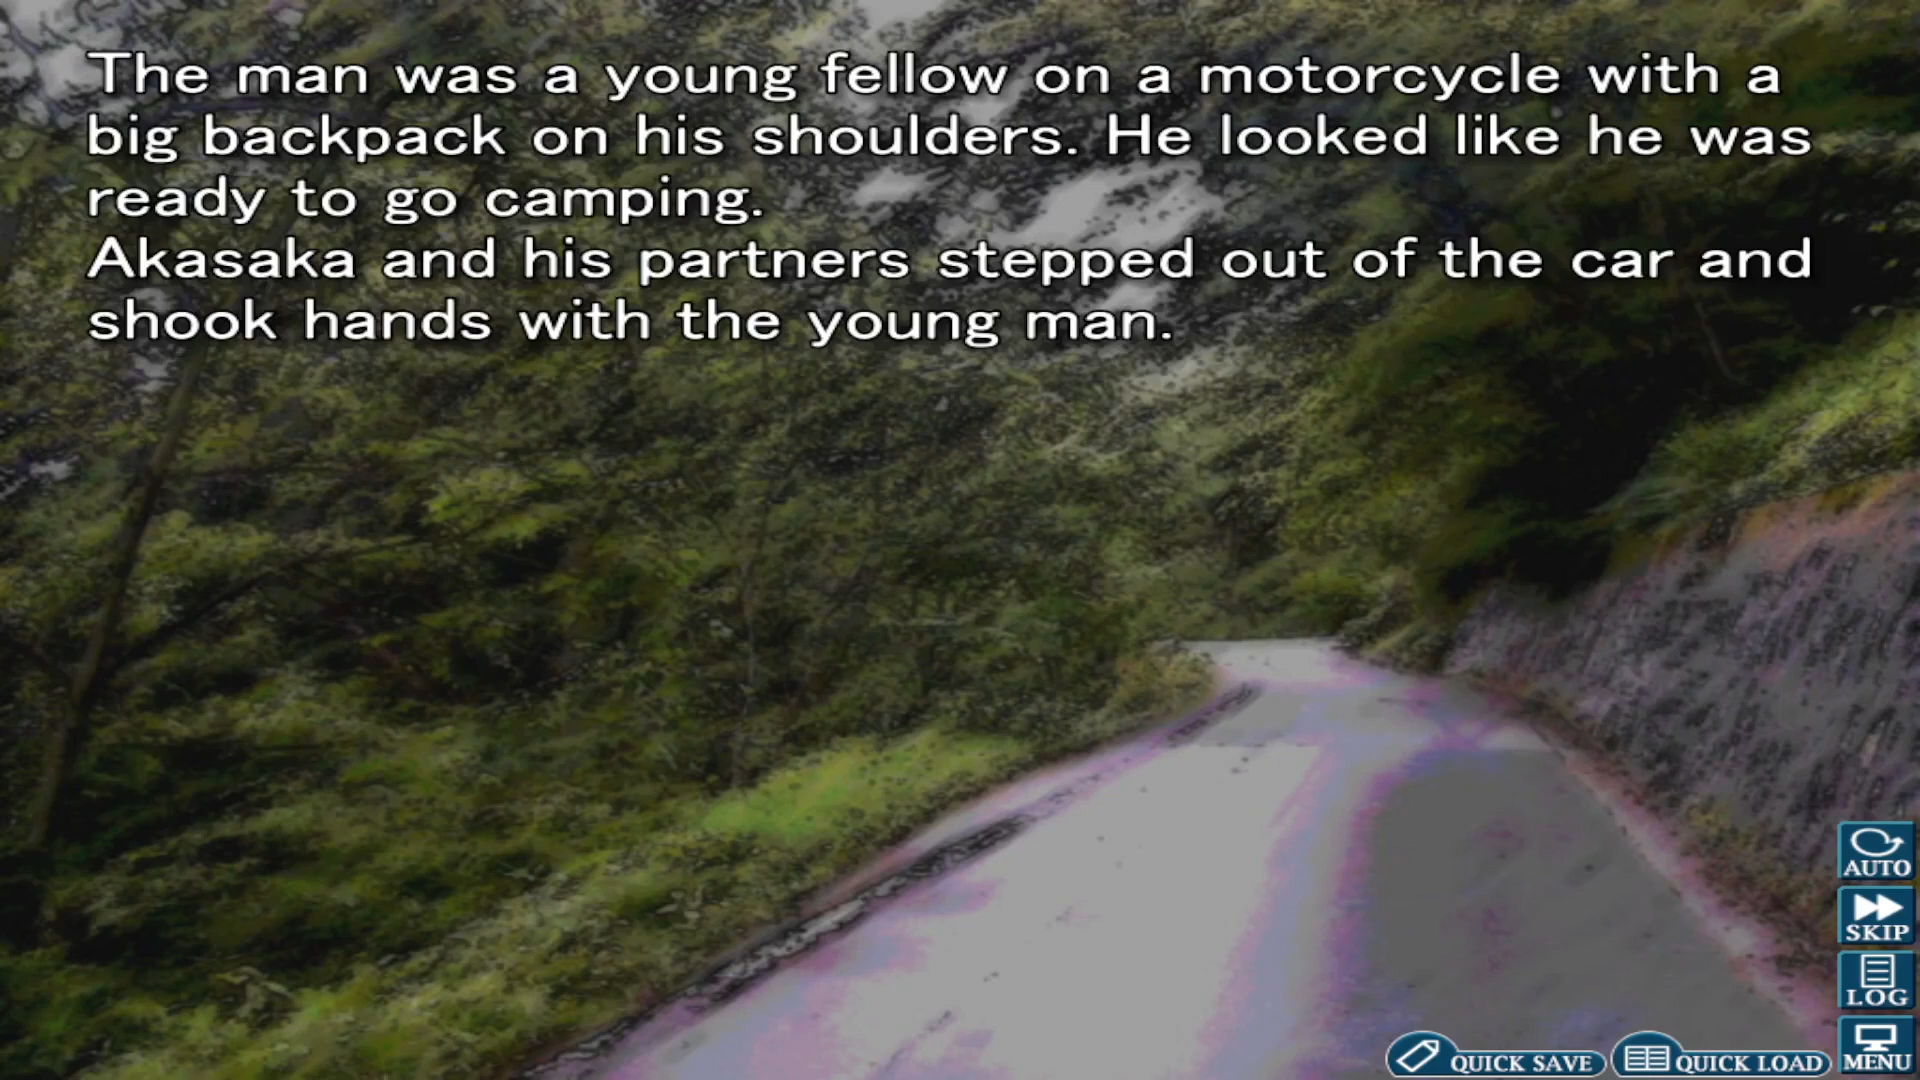 The man was a young fellow on a motorcycle with a
big backpack on his shoulders. He looked like he was
ready to go camping.
Akasaka and his partners stepped out of the car and
shook hands with the young man.
AUTO
SKIP
LOG
MENU
QUICK SAVE
QUICK LOAD